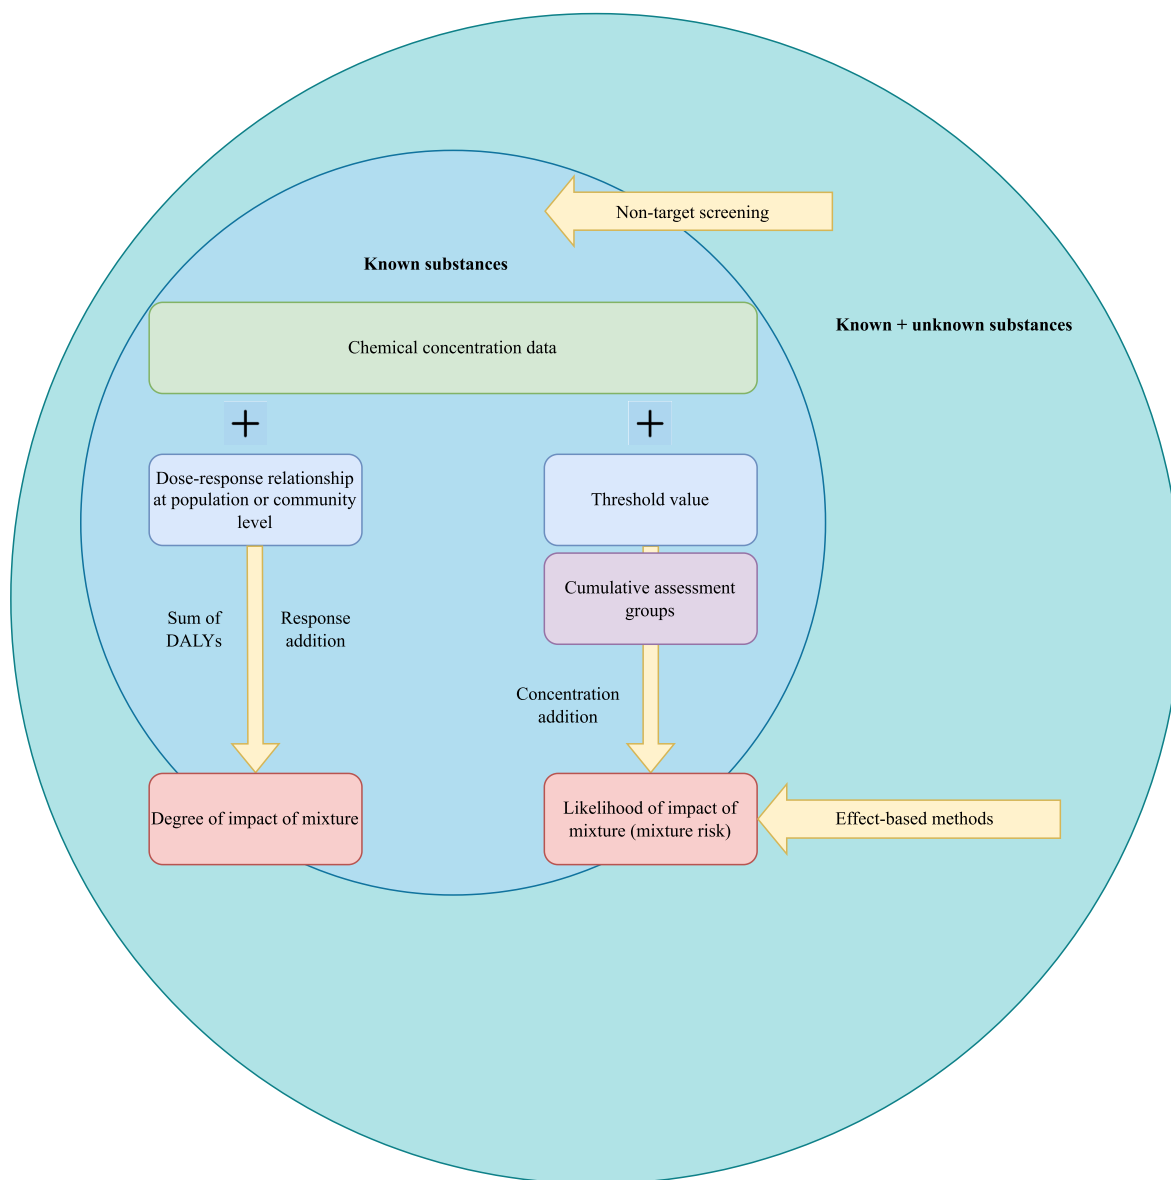 Non-target screening
Known substances
Known + unknown substances
Chemical concentration data
+
+
Dose-response relationship
at population or community
level
Threshold value
Cumulative assessment
groups
Sum of
DALYs
Response
addition
Concentration
addition
Degree of impact of mixture
Likelihood of impact of
mixture (mixture risk)
Effect-based methods